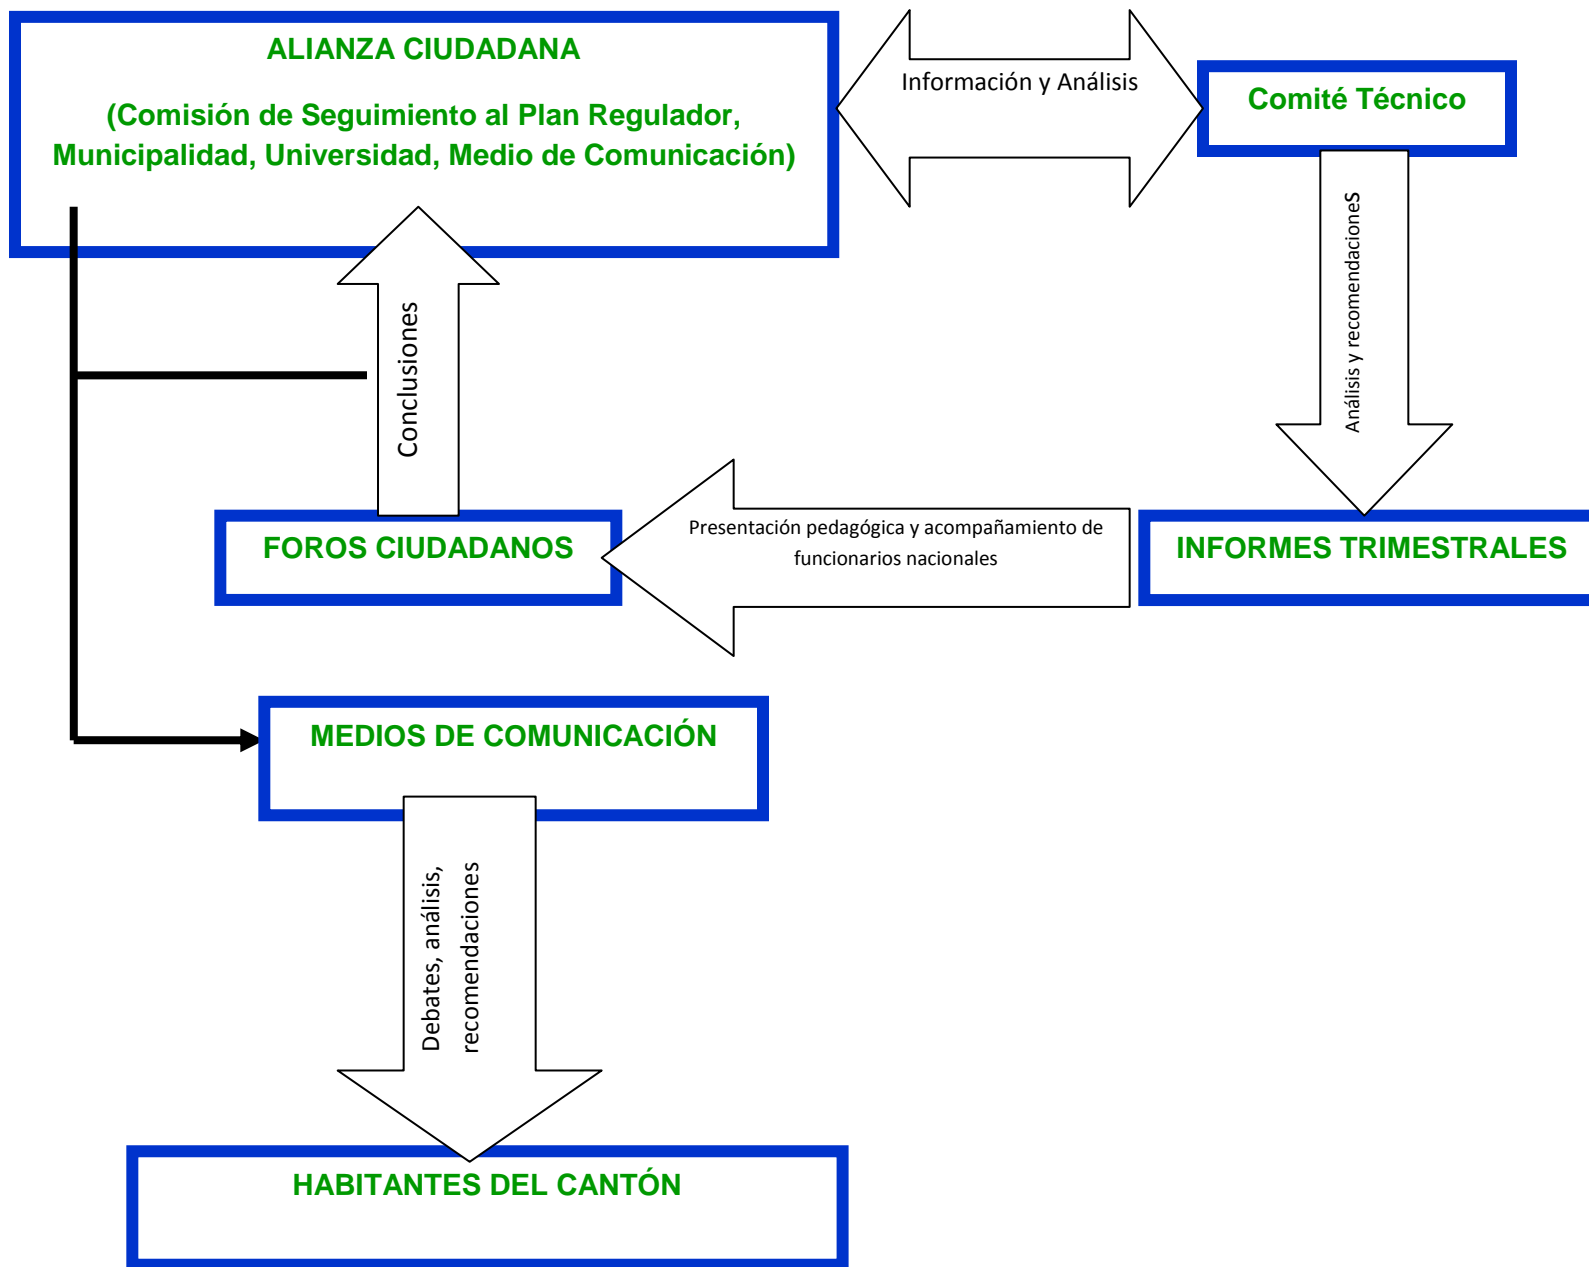 ALIANZA CIUDADANA
(Comisión de Seguimiento al Plan Regulador,
Municipalidad, Universidad, Medio de Comunicación)
Información y Análisis
Comité Técnico
Análisis y recomendaciones
Conclusiones
FOROS CIUDADANOS
Presentación pedagógica y acompañamiento de
funcionarios nacionales
INFORMES TRIMESTRALES
MEDIOS DE COMUNICACIÓN
Debates, análisis,
recomendaciones
HABITANTES DEL CANTÓN